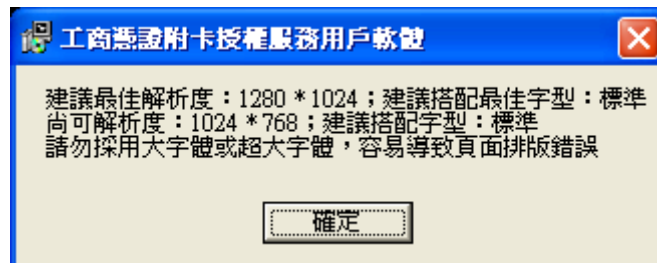 工商憑證附卡授權服務用戶軟體
建議最佳解析度：1280 * 1024；建議搭配最佳字型：標準
尚可解析度：1024 * 768；建議搭配字型：標準
請勿採用大字體或超大字體，容易導致頁面排版錯誤
確定